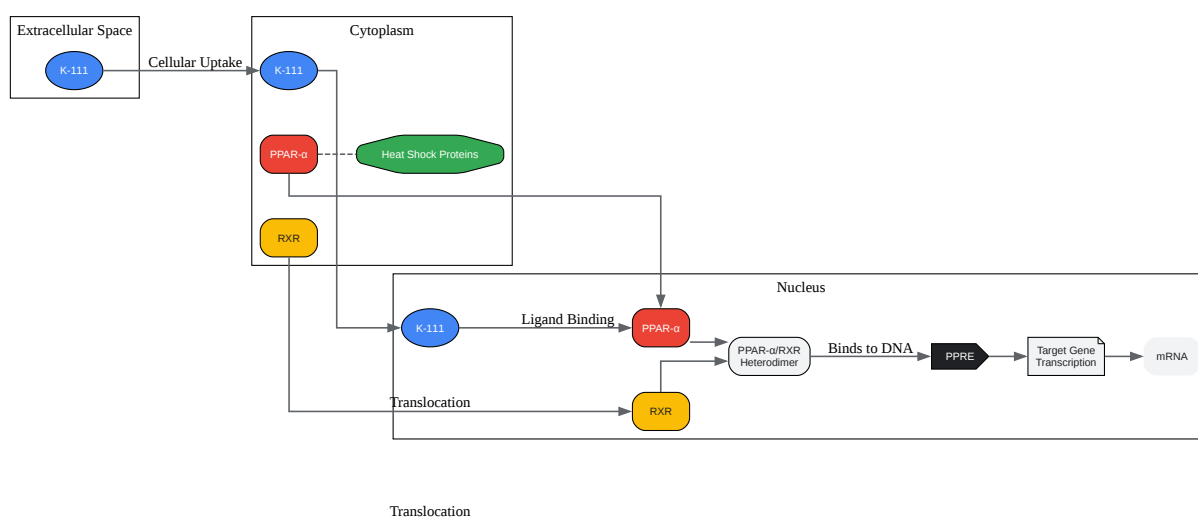 Extracellular Space
K-111
Cellular Uptake
Cytoplasm
K-111
PPAR-α
Heat Shock Proteins
RXR
Nucleus
K-111
Ligand Binding
PPAR-α
PPAR-α/RXR
Heterodimer
Binds to DNA
PPRE
Target Gene
Transcription
mRNA
Translocation
RXR
Translocation